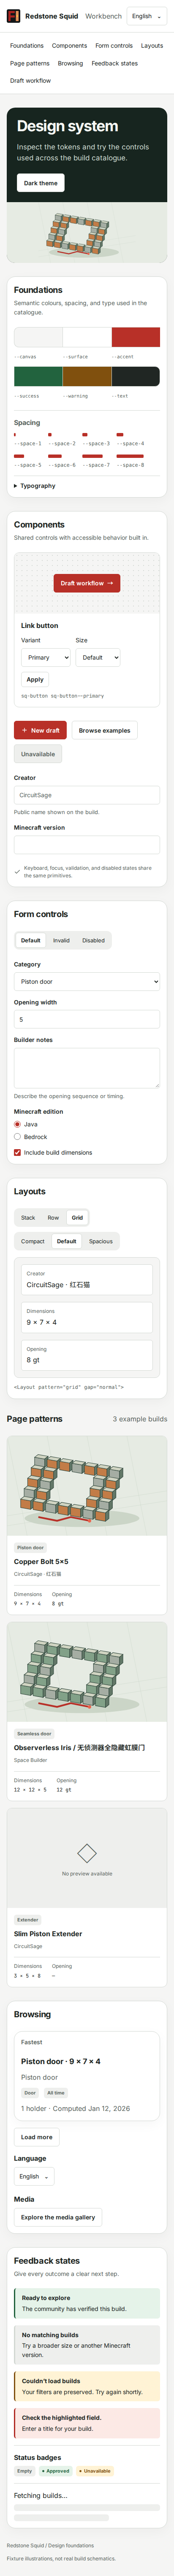 Redstone Squid
Workbench
English
Foundations
Components
Form controls
Layouts
Page patterns
Browsing
Feedback states
Draft workflow
Design system
Inspect the tokens and try the controls
used across the build catalogue.
Dark theme
Foundations
Semantic colours, spacing, and type used in the
catalogue.
--canvas
--surface
--accent
--success
--warning
--text
Spacing
--space-1
--space-2
--space-3
--space-4
--space-5
--space-6
--space-7
--space-8
Typography
Components
Shared controls with accessible behavior built in.
Draft workflow →
Link button
Variant
Size
Primary
Default
Apply
sq-button sq-button--primary
+ New draft
Browse examples
Unavailable
Creator
CircuitSage
Public name shown on the build.
Minecraft version
Keyboard, focus, validation, and disabled states share
the same primitives.
Form controls
Default
Invalid
Disabled
Category
Piston door
Opening width
5
Builder notes
Describe the opening sequence or timing.
Minecraft edition
Java
Bedrock
Include build dimensions
Layouts
Stack
Row
Grid
Compact
Default
Spacious
Creator
CircuitSage · 红石猫
Dimensions
9 × 7 × 4
Opening
8 gt
<Layout pattern="grid" gap="normal">
Page patterns
3 example builds
Piston door
Copper Bolt 5×5
CircuitSage · 红石猫
Dimensions
Opening
9 × 7 × 4
8 gt
Seamless door
Observerless Iris / 无侦测器全隐藏虹膜门
Space Builder
Dimensions
Opening
12 × 12 × 5
12 gt
No preview available
Extender
Slim Piston Extender
CircuitSage
Dimensions
Opening
3 × 5 × 8
—
Browsing
Fastest
Piston door · 9 × 7 × 4
Piston door
Door
All time
1 holder · Computed Jan 12, 2026
Load more
Language
English
Media
Explore the media gallery
Feedback states
Give every outcome a clear next step.
Ready to explore
The community has verified this build.
No matching builds
Try a broader size or another Minecraft
version.
Couldn't load builds
Your filters are preserved. Try again shortly.
Check the highlighted field.
Enter a title for your build.
Status badges
Empty
Approved
Unavailable
Fetching builds...
Redstone Squid / Design foundations
Fixture illustrations, not real build schematics.